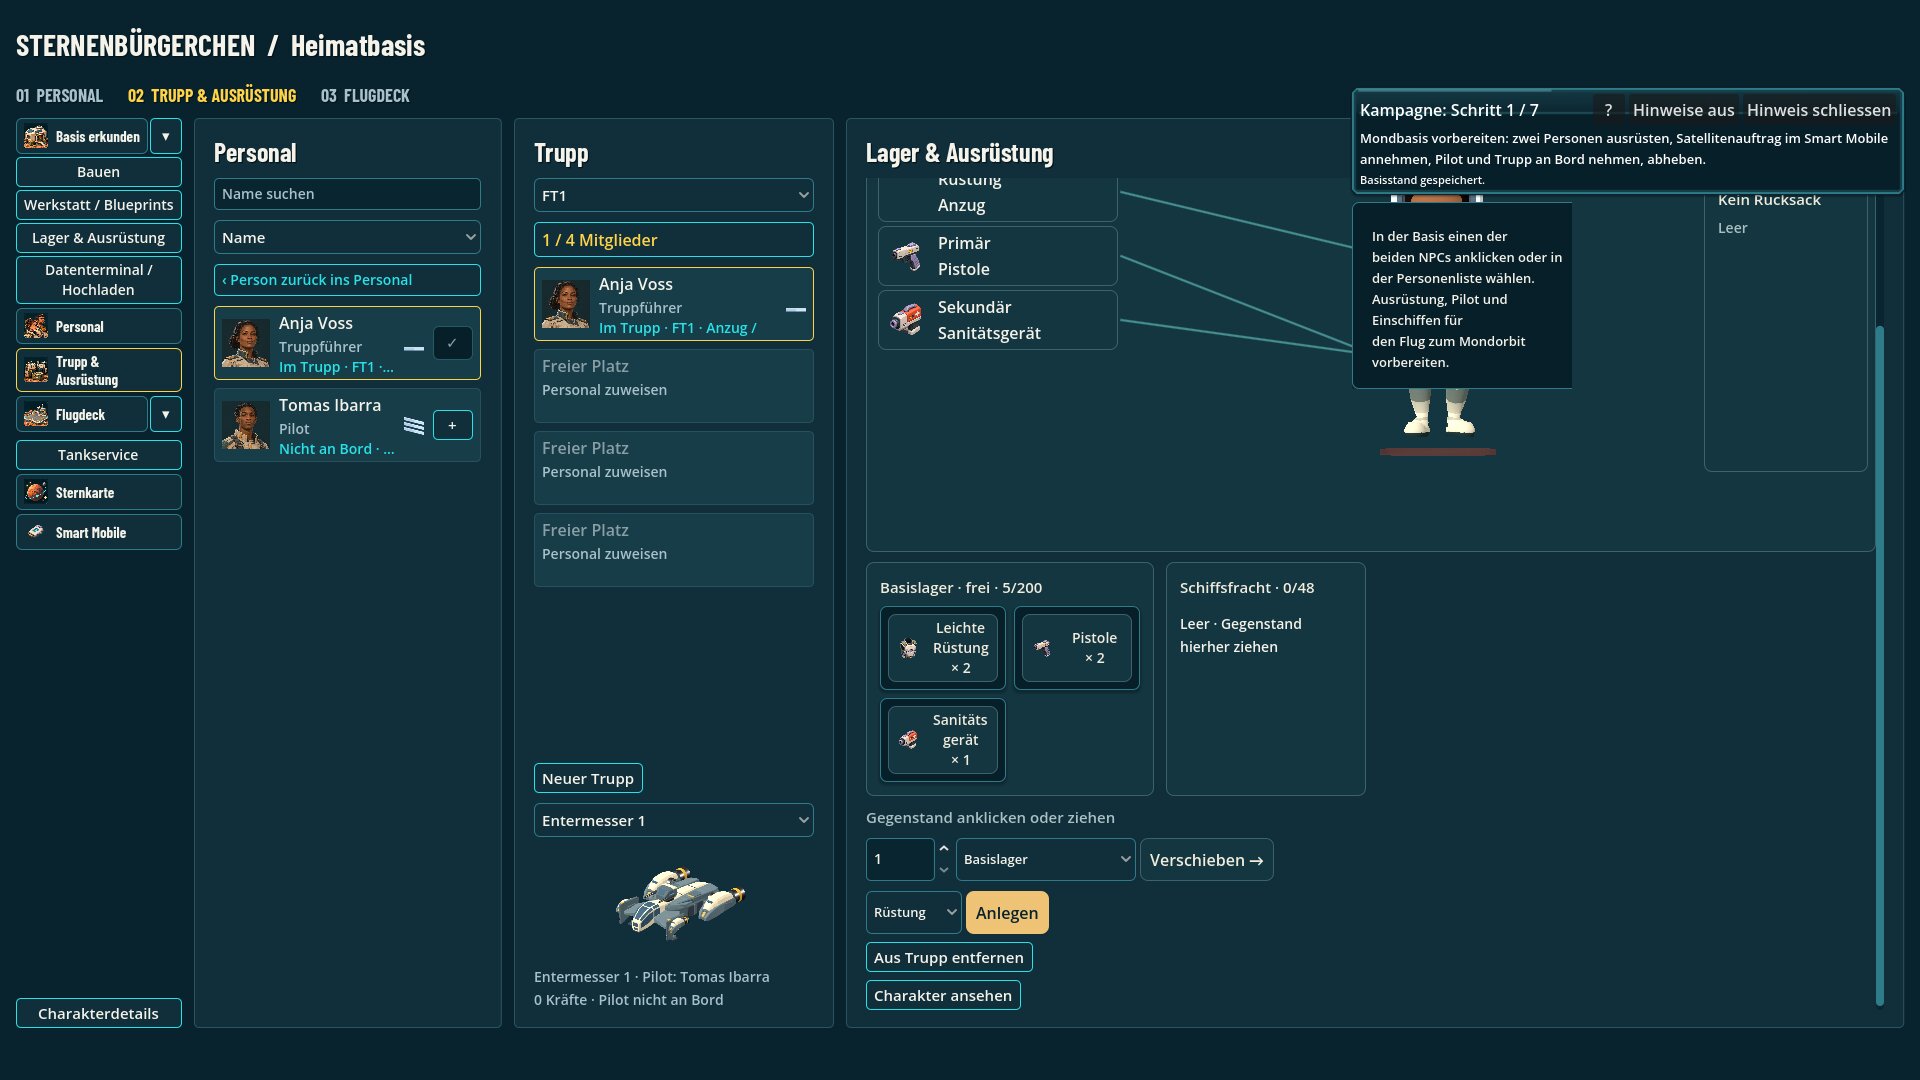 STERNENBÜRGERCHEN / Heimatbasis
01 PERSONAL
02 TRUPP & AUSRÜSTUNG
03 FLUGDECK
Basis erkunden
▼
Bauen
Werkstatt / Blueprints
Lager & Ausrüstung
Datenterminal /
Hochladen
Personal
Trupp &
Ausrüstung
Flugdeck
▼
Tankservice
Sternkarte
Smart Mobile
Charakterdetails
Personal
Name suchen
Name
‹ Person zurück ins Personal
Anja Voss
Truppführer
Im Trupp · FT1 ·...
✓
Tomas Ibarra
Pilot
Nicht an Bord · ...
+
Trupp
FT1
1 / 4 Mitglieder
Anja Voss
Truppführer
Im Trupp · FT1 · Anzug /
Freier Platz
Personal zuweisen
Freier Platz
Personal zuweisen
Freier Platz
Personal zuweisen
Neuer Trupp
Entermesser 1
Entermesser 1 · Pilot: Tomas Ibarra
0 Kräfte · Pilot nicht an Bord
Lager & Ausrüstung
Rüstung
Anzug
Primär
Pistole
Sekundär
Sanitätsgerät
Kampagne: Schritt 1 / 7
?
Hinweise aus
Hinweis schliessen
Mondbasis vorbereiten: zwei Personen ausrüsten, Satellitenauftrag im Smart Mobile
annehmen, Pilot und Trupp an Bord nehmen, abheben.
Basisstand gespeichert.
In der Basis einen der
beiden NPCs anklicken oder in
der Personenliste wählen.
Ausrüstung, Pilot und
Einschiffen für
den Flug zum Mondorbit
vorbereiten.
Kein Rucksack
Leer
Basislager · frei · 5/200
Leichte
Rüstung
× 2
Pistole
× 2
Sanitäts
gerät
× 1
Schiffsfracht · 0/48
Leer · Gegenstand
hierher ziehen
Gegenstand anklicken oder ziehen
1
Basislager
Verschieben →
Rüstung
Anlegen
Aus Trupp entfernen
Charakter ansehen